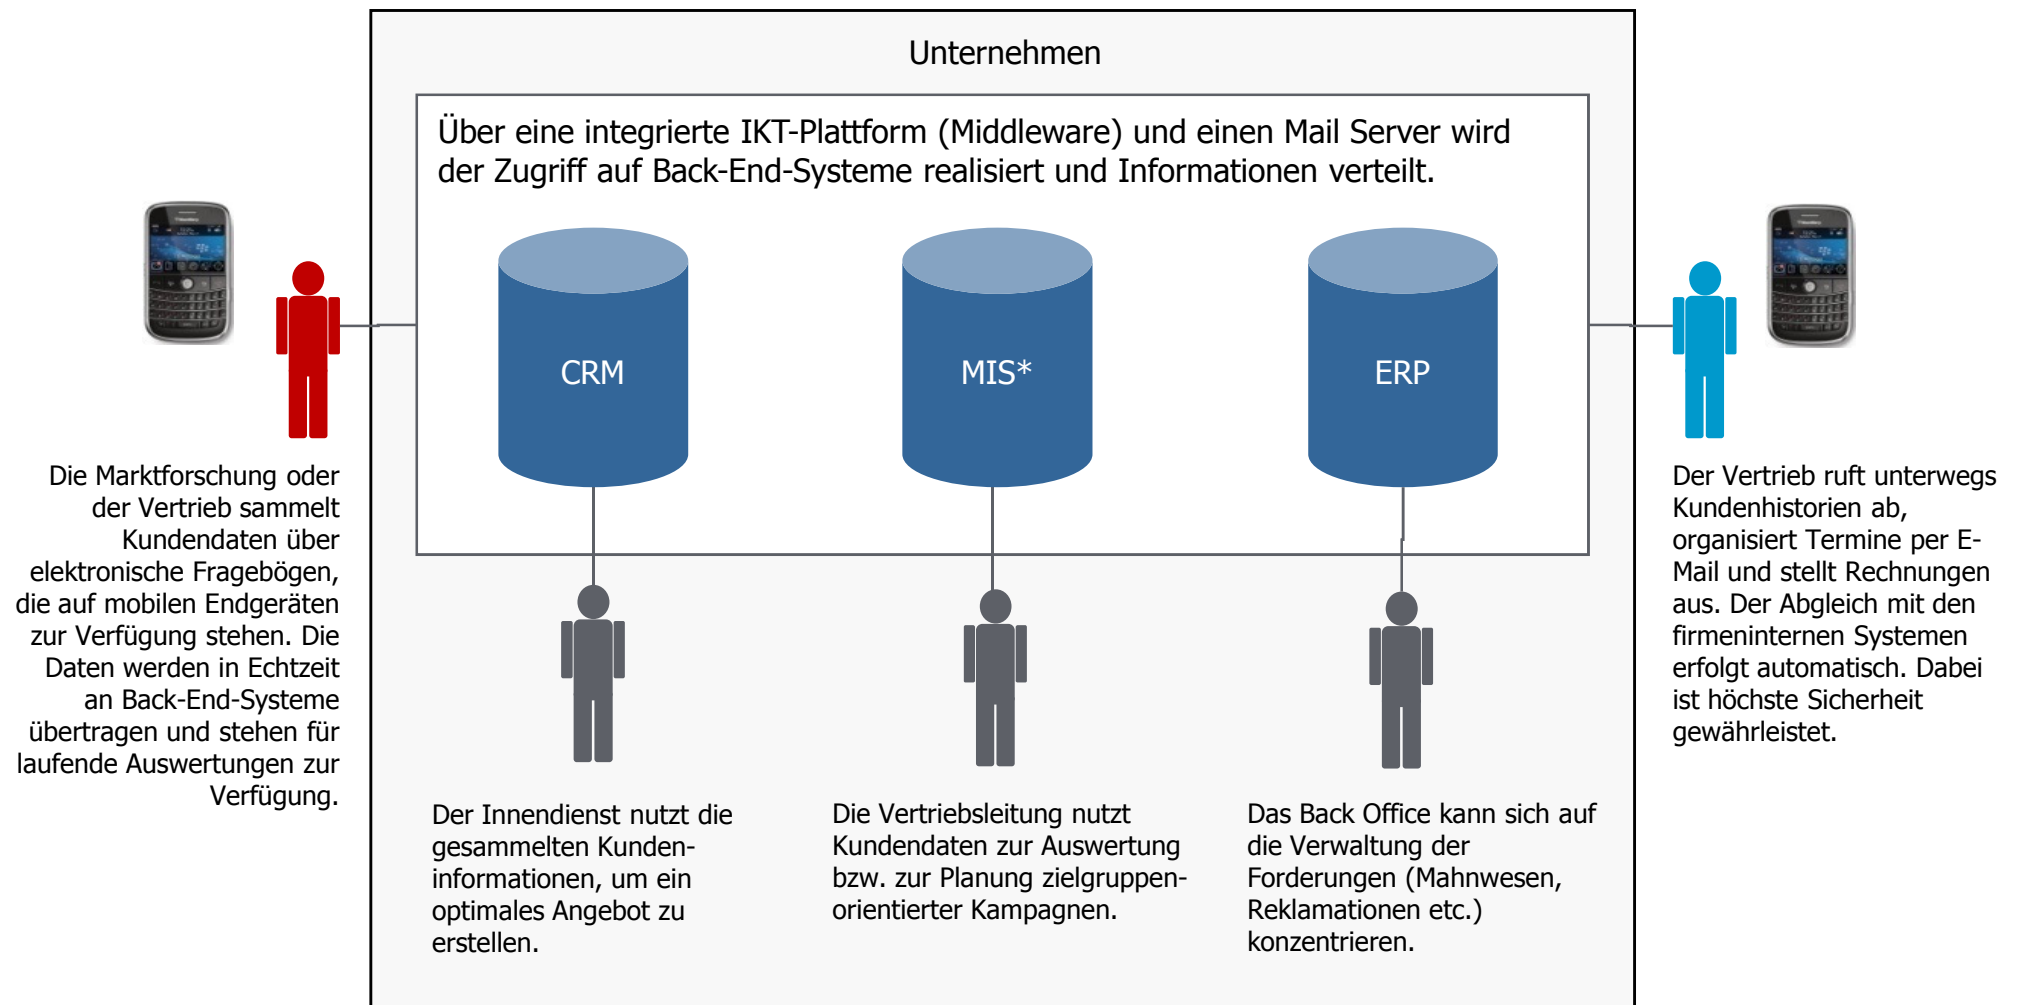 Unternehmen
Über eine integrierte IKT-Plattform (Middleware) und einen Mail Server wird
der Zugriff auf Back-End-Systeme realisiert und Informationen verteilt.
CRM
MIS*
ERP
Die Marktforschung oder
der Vertrieb sammelt
Kundendaten über
elektronische Fragebögen,
die auf mobilen Endgeräten
zur Verfügung stehen. Die
Daten werden in Echtzeit
an Back-End-Systeme
übertragen und stehen für
laufende Auswertungen zur
Verfügung.
Der Innendienst nutzt die
gesammelten Kunden-
informationen, um ein
optimales Angebot zu
erstellen.
Die Vertriebsleitung nutzt
Kundendaten zur Auswertung
bzw. zur Planung zielgruppen-
orientierter Kampagnen.
Das Back Office kann sich auf
die Verwaltung der
Forderungen (Mahnwesen,
Reklamationen etc.)
konzentrieren.
Der Vertrieb ruft unterwegs
Kundenhistorien ab,
organisiert Termine per E-
Mail und stellt Rechnungen
aus. Der Abgleich mit den
firmeninternen Systemen
erfolgt automatisch. Dabei
ist höchste Sicherheit
gewährleistet.